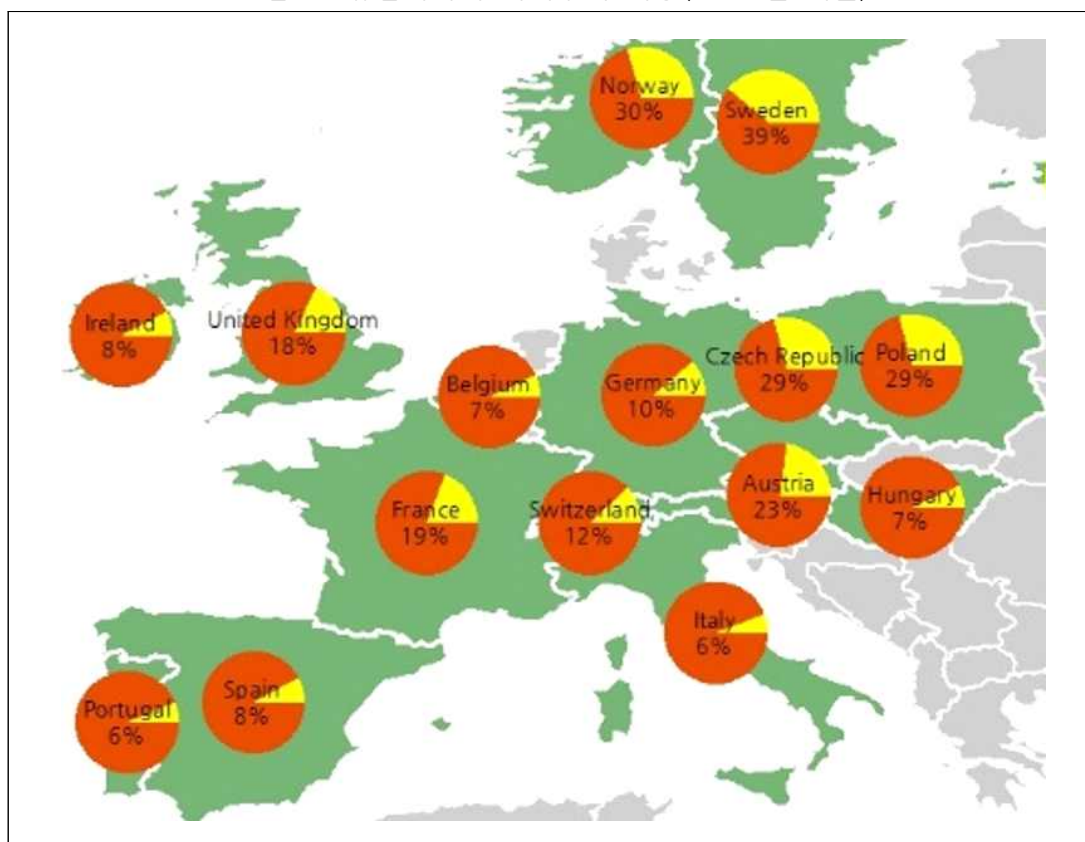 Norway
30%
Sweden
39%
Ireland
8%
United Kingdom
18%
Belgium
7%
Germany
10%
Czech Republic
29%
Poland
29%
France
19%
Switzerland
12%
Austria
23%
Hungary
7%
Italy
6%
Spain
8%
Portugal
6%